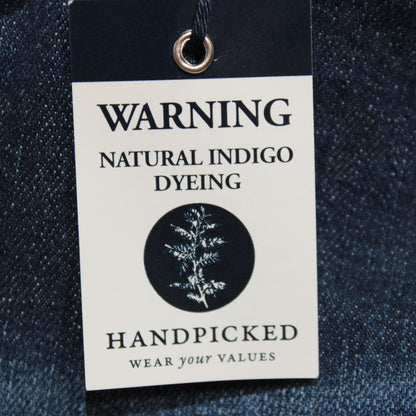 WARNING
NATURAL INDIGO
DYEING
HANDPICKED
WEAR your VALUES